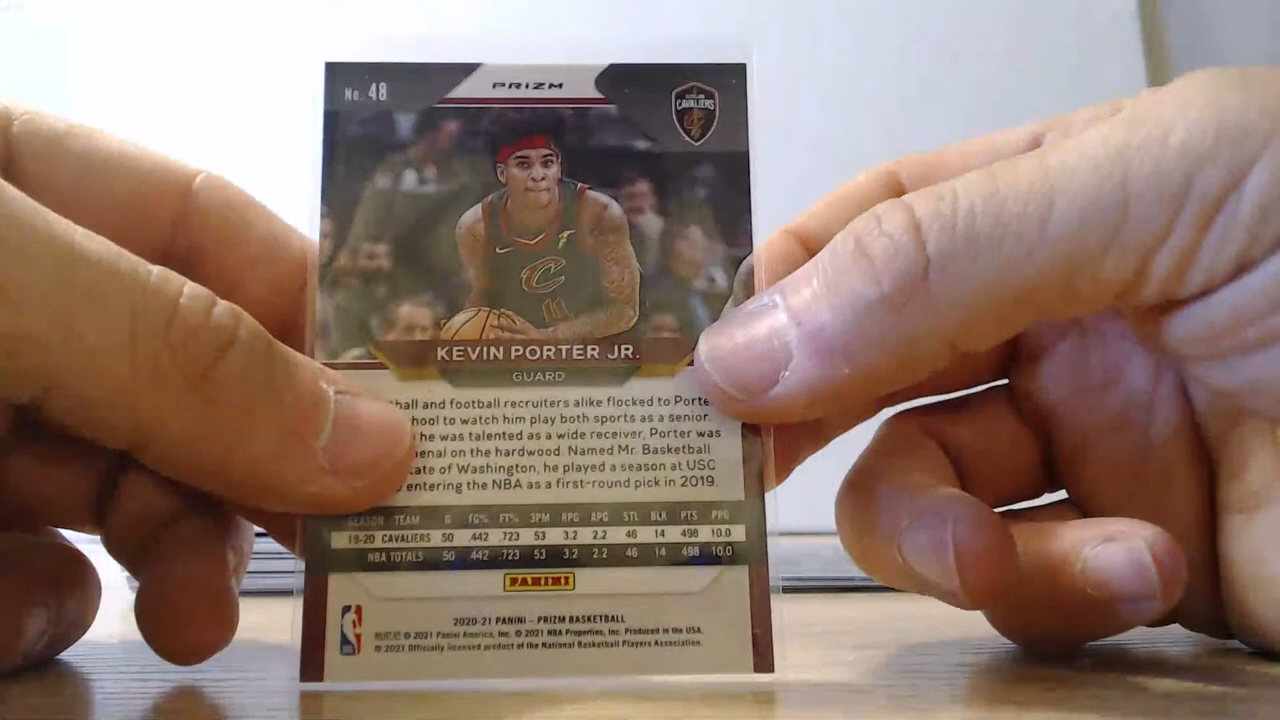 No. 48
PRIZM
CAVALIERS
C
KEVIN PORTER JR.
GUARD
and football recruiters alike flocked to
to watch him play both sports as a senior.
he was talented as a wide receiver, Porter was
on the hardwood. Named Mr. Basketball
of Washington, he played a season at USC
entering the NBA as a first-round pick in 2019.
SEASON TEAM G FG% FT% 3PM RPG APG STL BLK PTS PPG
19-20 CAVALIERS 50 .442 .723 53 3.2 2.2 46 14 498 10.0
NBA TOTALS 50 .442 .723 53 3.2 2.2 46 14 498 10.0
PANINI
2020-21 PANINI – PRIZM BASKETBALL
© 2021 Panini America, Inc. © 2021 NBA Properties, Inc. Produced in the USA.
© 2021 Officially licensed product of the National Basketball Players Association.